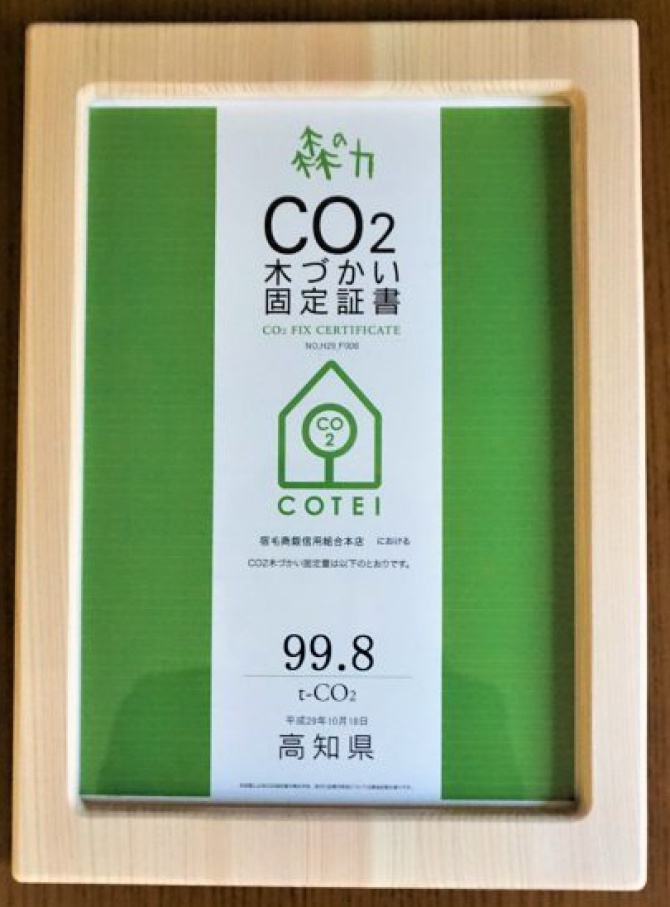 森の力
CO2
木づかい
固定証書
CO2 FIX CERTIFICATE
NO.H29_F006
CO
2
COTEI
宿毛商銀信用組合本店 における
CO2木づかい固定量は以下のとおりです。
99.8
t-CO2
平成29年10月18日
高知県